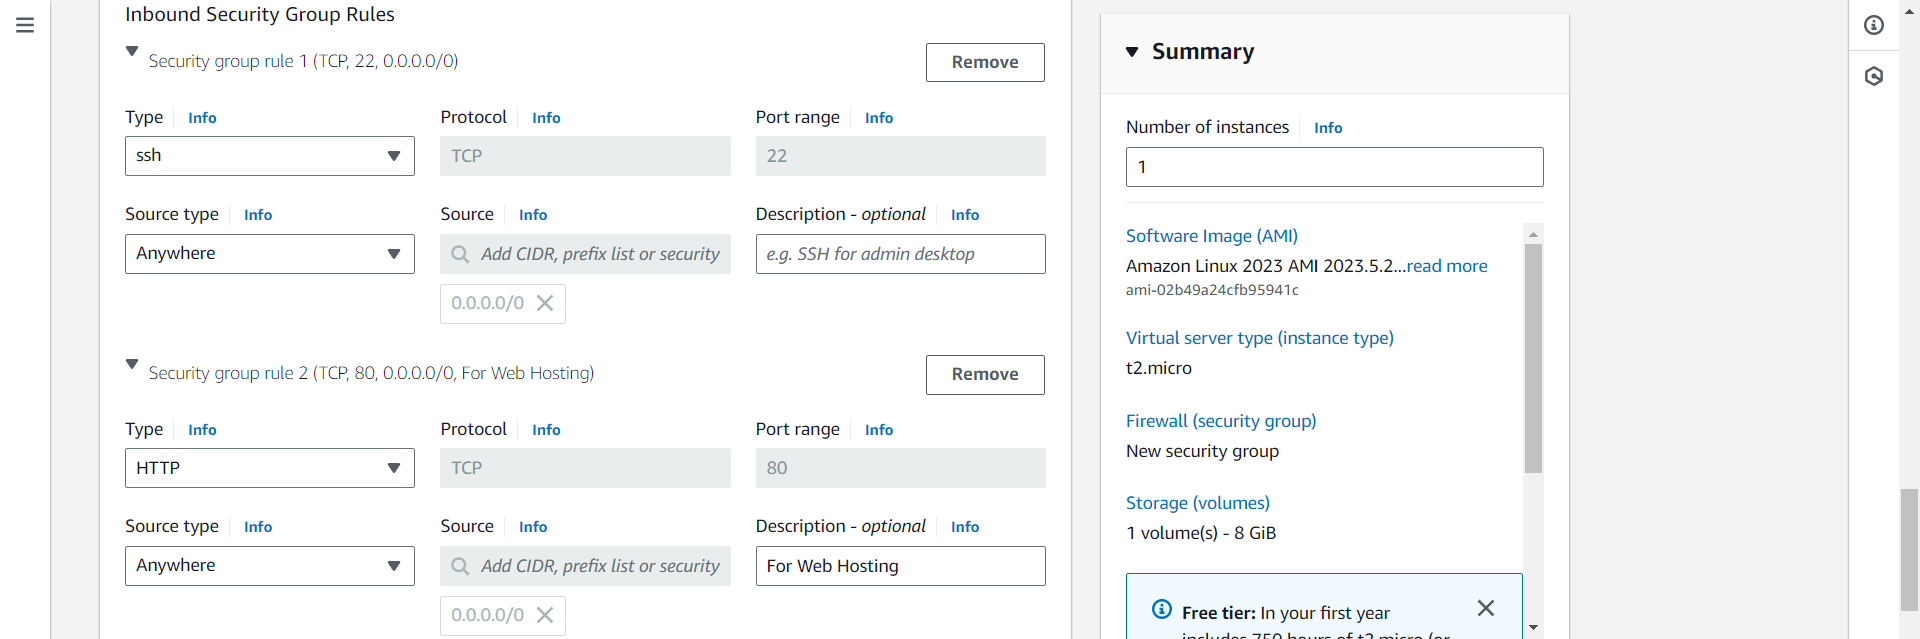 Inbound Security Group Rules
Security group rule 1 (TCP, 22, 0.0.0.0/0)
Remove
Type Info Protocol Info Port range Info
ssh TCP 22
Source type Info Source Info Description - optional Info
Anywhere Add CIDR, prefix list or security e.g. SSH for admin desktop
0.0.0.0/0
Security group rule 2 (TCP, 80, 0.0.0.0/0, For Web Hosting)
Remove
Type Info Protocol Info Port range Info
HTTP TCP 80
Source type Info Source Info Description - optional Info
Anywhere Add CIDR, prefix list or security For Web Hosting
0.0.0.0/0
Summary
Number of instances Info
1
Software Image (AMI)
Amazon Linux 2023 AMI 2023.5.2...read more
ami-02b49a24cfb95941c
Virtual server type (instance type)
t2.micro
Firewall (security group)
New security group
Storage (volumes)
1 volume(s) - 8 GiB
Free tier: In your first year
includes 750 hours of t2.micro (or